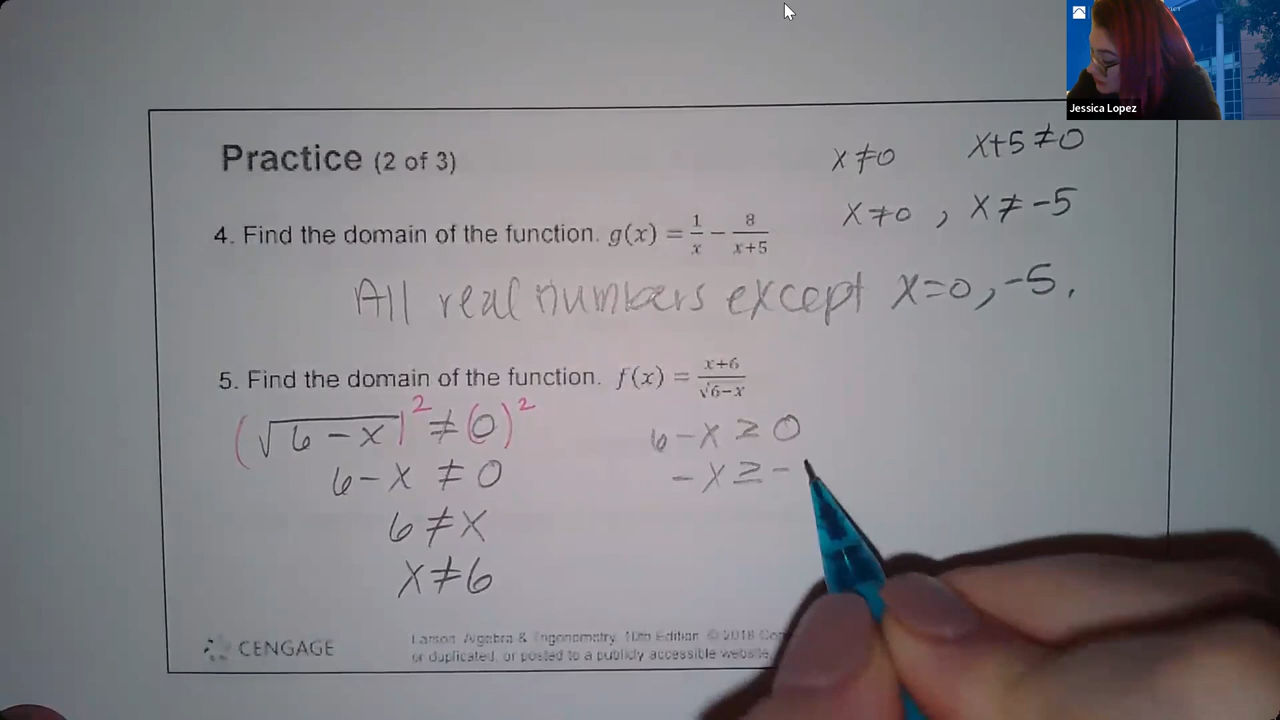 Jessica Lopez
Practice (2 of 3)
x≠0
x+5≠0
x≠0 , x≠-5
4. Find the domain of the function. g(x) = 1/x − 8/(x+5)
All real numbers except x=0,-5.
5. Find the domain of the function. f(x) = (x+6)/√(6−x)
(√(6-x))² ≠ (0)²
6-x ≠ 0
6 ≠ x
x≠6
6-x ≥ 0
-x ≥ -
CENGAGE
Larson, Algebra & Trigonometry, 10th Edition. © 2018
or duplicated, or posted to a publicly accessible website,